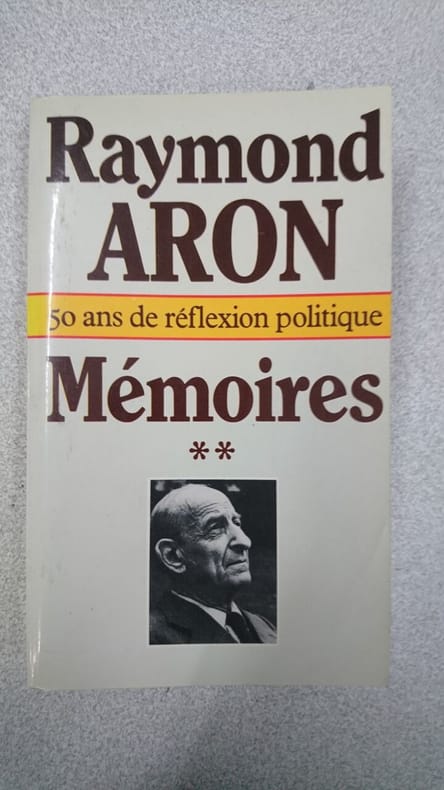 Raymond
ARON
50 ans de réflexion politique
Mémoires
**